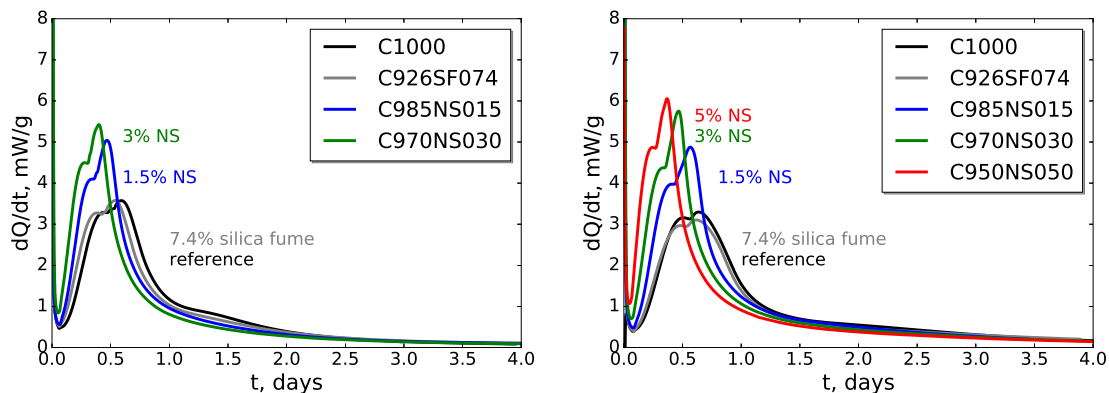 8
7
6
5
4
3
2
1
0
dQ/dt, mW/g
C1000
C926SF074
C985NS015
C970NS030
3% NS
1.5% NS
7.4% silica fume
reference
0.0 0.5 1.0 1.5 2.0 2.5 3.0 3.5 4.0
t, days
8
7
6
5
4
3
2
1
0
dQ/dt, mW/g
C1000
C926SF074
C985NS015
C970NS030
C950NS050
5% NS
3% NS
1.5% NS
7.4% silica fume
reference
0.0 0.5 1.0 1.5 2.0 2.5 3.0 3.5 4.0
t, days